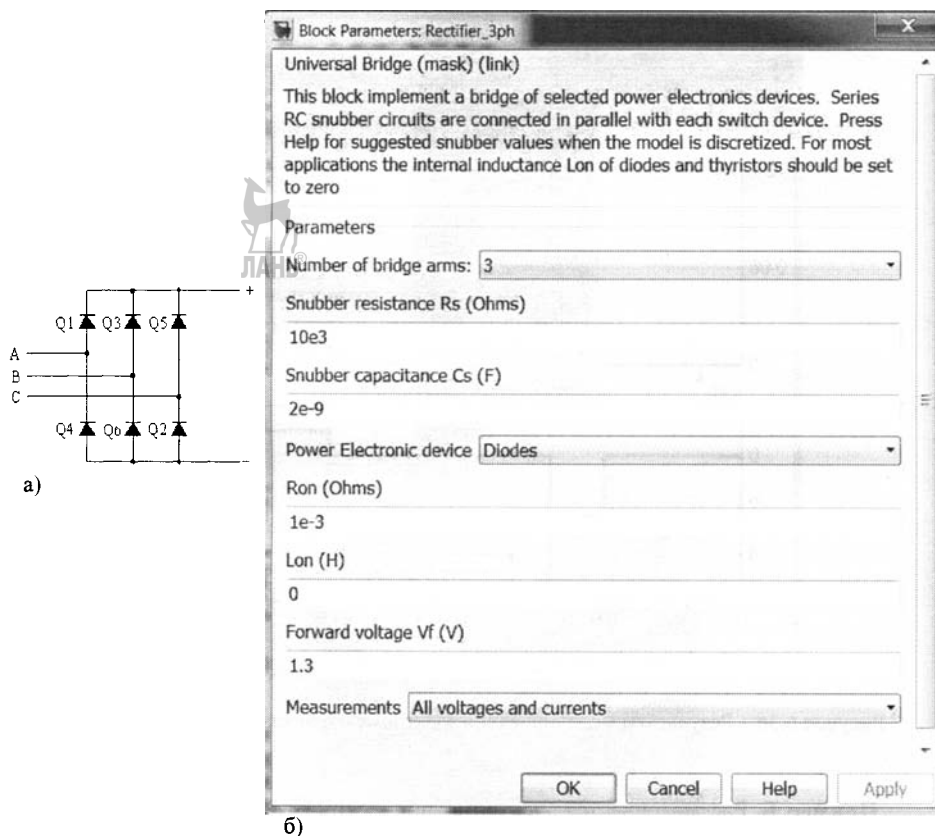 Block Parameters: Rectifier_3ph
X
Universal Bridge (mask) (link)
This block implement a bridge of selected power electronics devices. Series
RC snubber circuits are connected in parallel with each switch device. Press
Help for suggested snubber values when the model is discretized. For most
applications the internal inductance Lon of diodes and thyristors should be set
to zero
Parameters
ЛАНЬ®
Number of bridge arms: 3
Snubber resistance Rs (Ohms)
10e3
Snubber capacitance Cs (F)
2e-9
Power Electronic device Diodes
Ron (Ohms)
1e-3
Lon (H)
0
Forward voltage Vf (V)
1.3
Measurements All voltages and currents
OK Cancel Help Apply
+
Q1 Q3 Q5
A
B
C
Q4 Q6 Q2
-
а)
б)